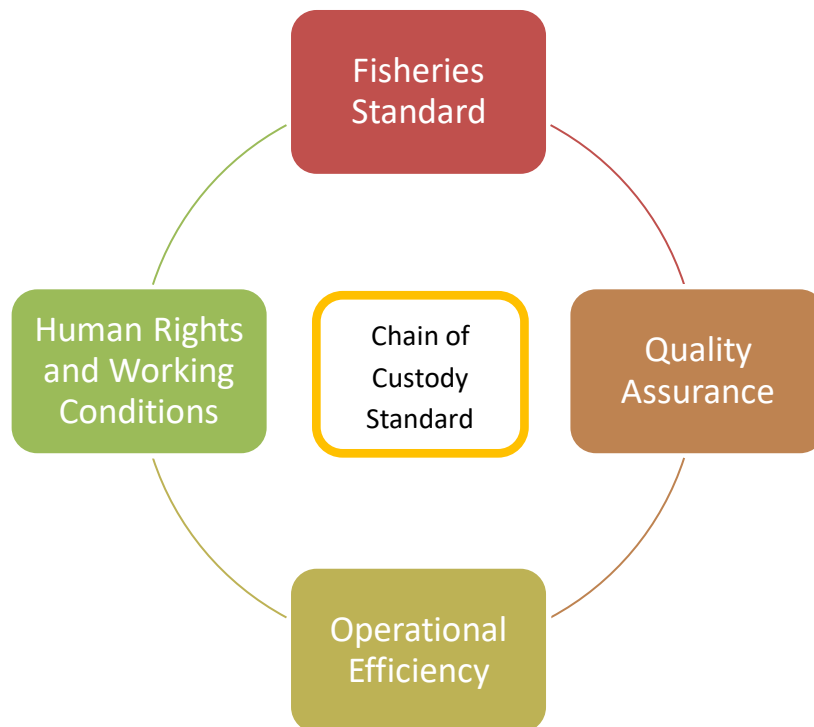 Fisheries
Standard
Human Rights
and Working
Conditions
Chain of
Custody
Standard
Quality
Assurance
Operational
Efficiency